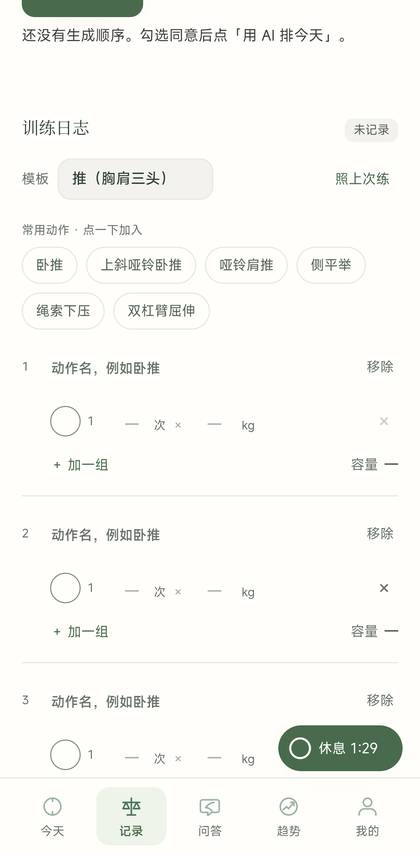 还没有生成顺序。勾选同意后点「用 AI 排今天」。
训练日志 未记录
模板 推（胸肩三头） 照上次练
常用动作 · 点一下加入
卧推 上斜哑铃卧推 哑铃肩推 侧平举
绳索下压 双杠臂屈伸
1 动作名，例如卧推 移除
1 — 次 × — kg ×
+ 加一组 容量 —
2 动作名，例如卧推 移除
1 — 次 × — kg ×
+ 加一组 容量 —
3 动作名，例如卧推 移除
1 — 次 × — kg
休息 1:29
今天 记录 问答 趋势 我的